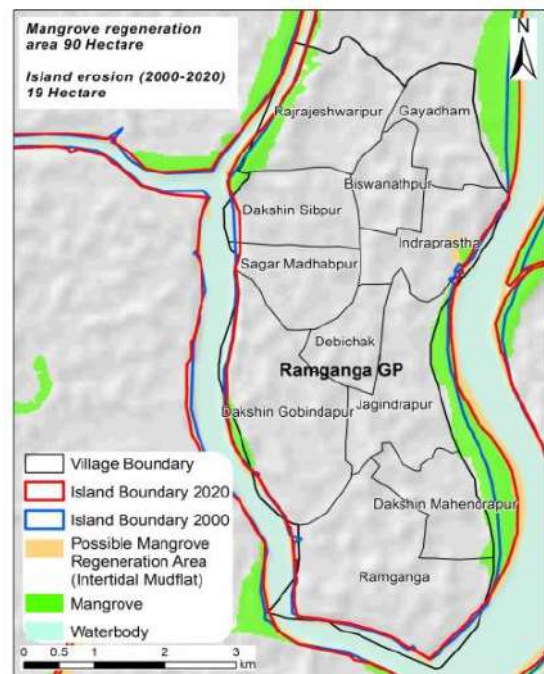 Mangrove regeneration
area 90 Hectare
Island erosion (2000-2020)
19 Hectare
N
Rajrajeshwaripur
Gayadham
Biswanathpur
Dakshin Sibpur
Indraprastha
Sagar Madhabpur
Debichak
Ramganga GP
Dakshin Gobindapur
Jagindrapur
Dakshin Mahendrapur
Ramganga
Village Boundary
Island Boundary 2020
Island Boundary 2000
Possible Mangrove
Regeneration Area
(Intertidal Mudflat)
Mangrove
Waterbody
0 0.5 1 2 3
km